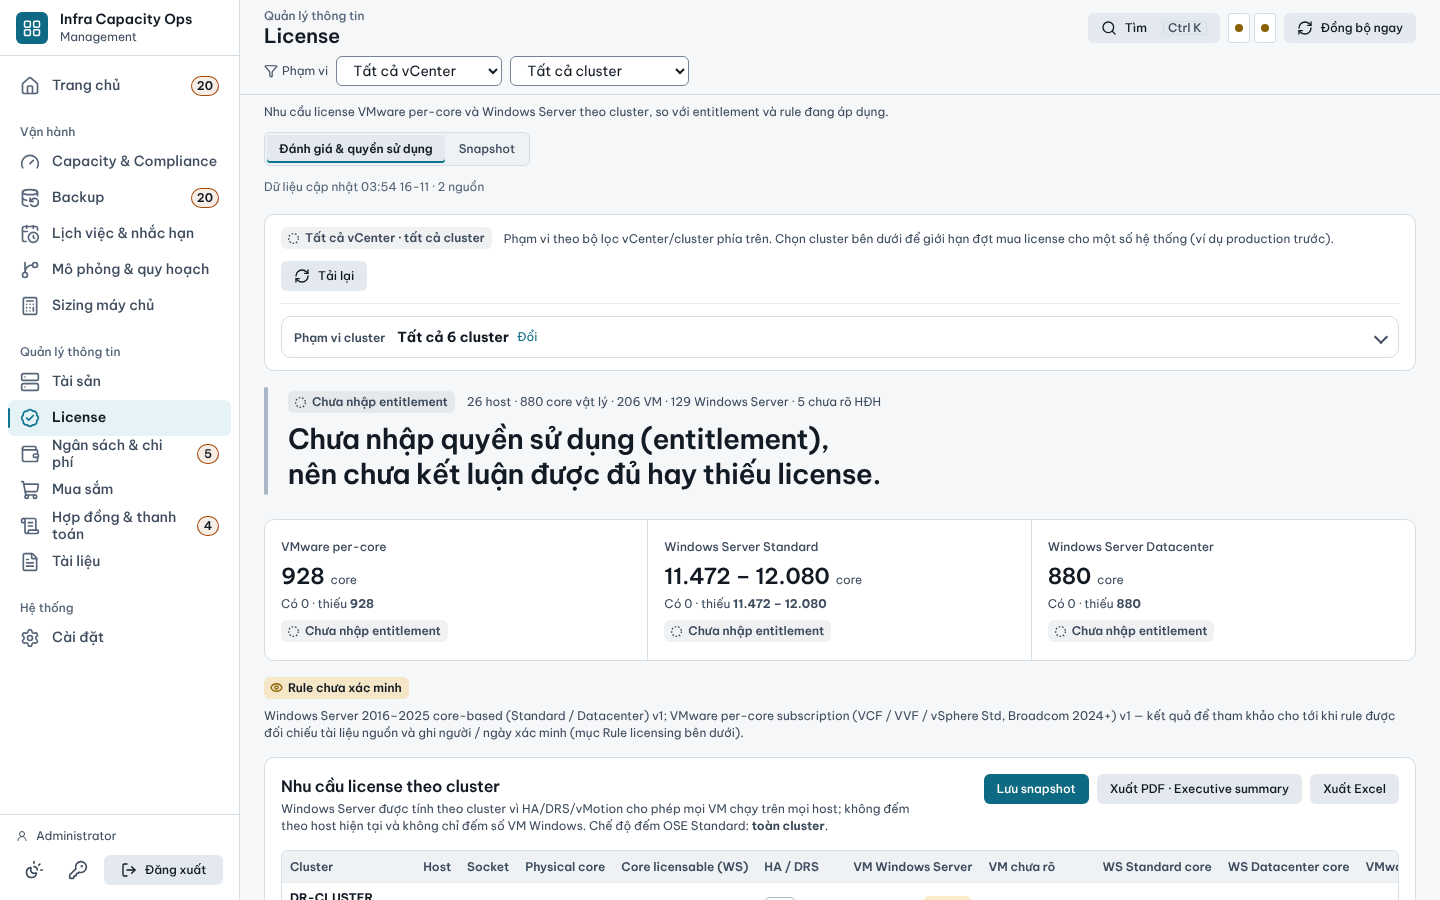 Infra Capacity Ops
Management
Trang chủ 20
Vận hành
Capacity & Compliance
Backup 20
Lịch việc & nhắc hạn
Mô phỏng & quy hoạch
Sizing máy chủ
Quản lý thông tin
Tài sản
License
Ngân sách & chi phí 5
Mua sắm
Hợp đồng & thanh toán 4
Tài liệu
Hệ thống
Cài đặt
Administrator
Đăng xuất
Quản lý thông tin
License
Tìm Ctrl K
Đồng bộ ngay
Phạm vi Tất cả vCenter Tất cả cluster
Nhu cầu license VMware per-core và Windows Server theo cluster, so với entitlement và rule đang áp dụng.
Đánh giá & quyền sử dụng Snapshot
Dữ liệu cập nhật 03:54 16-11 · 2 nguồn
Tất cả vCenter · tất cả cluster Phạm vi theo bộ lọc vCenter/cluster phía trên. Chọn cluster bên dưới để giới hạn đợt mua license cho một số hệ thống (ví dụ production trước).
Tải lại
Phạm vi cluster Tất cả 6 cluster Đổi
Chưa nhập entitlement 26 host · 880 core vật lý · 206 VM · 129 Windows Server · 5 chưa rõ HĐH
Chưa nhập quyền sử dụng (entitlement),
nên chưa kết luận được đủ hay thiếu license.
VMware per-core
928 core
Có 0 · thiếu 928
Chưa nhập entitlement
Windows Server Standard
11.472 – 12.080 core
Có 0 · thiếu 11.472 – 12.080
Chưa nhập entitlement
Windows Server Datacenter
880 core
Có 0 · thiếu 880
Chưa nhập entitlement
Rule chưa xác minh
Windows Server 2016–2025 core-based (Standard / Datacenter) v1; VMware per-core subscription (VCF / VVF / vSphere Std, Broadcom 2024+) v1 — kết quả để tham khảo cho tới khi rule được
đối chiếu tài liệu nguồn và ghi người / ngày xác minh (mục Rule licensing bên dưới).
Nhu cầu license theo cluster
Windows Server được tính theo cluster vì HA/DRS/vMotion cho phép mọi VM chạy trên mọi host; không đếm
theo host hiện tại và không chỉ đếm số VM Windows. Chế độ đếm OSE Standard: toàn cluster.
Lưu snapshot Xuất PDF · Executive summary Xuất Excel
Cluster Host Socket Physical core Core licensable (WS) HA / DRS VM Windows Server VM chưa rõ WS Standard core WS Datacenter core
DR-CLUSTER